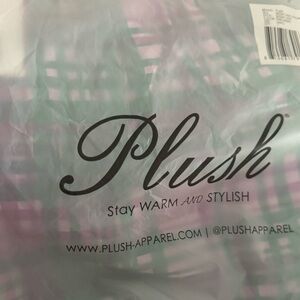 Plush
Stay WARM AND STYLISH
WWW.PLUSH-APPAREL.COM | @PLUSHAPPAREL